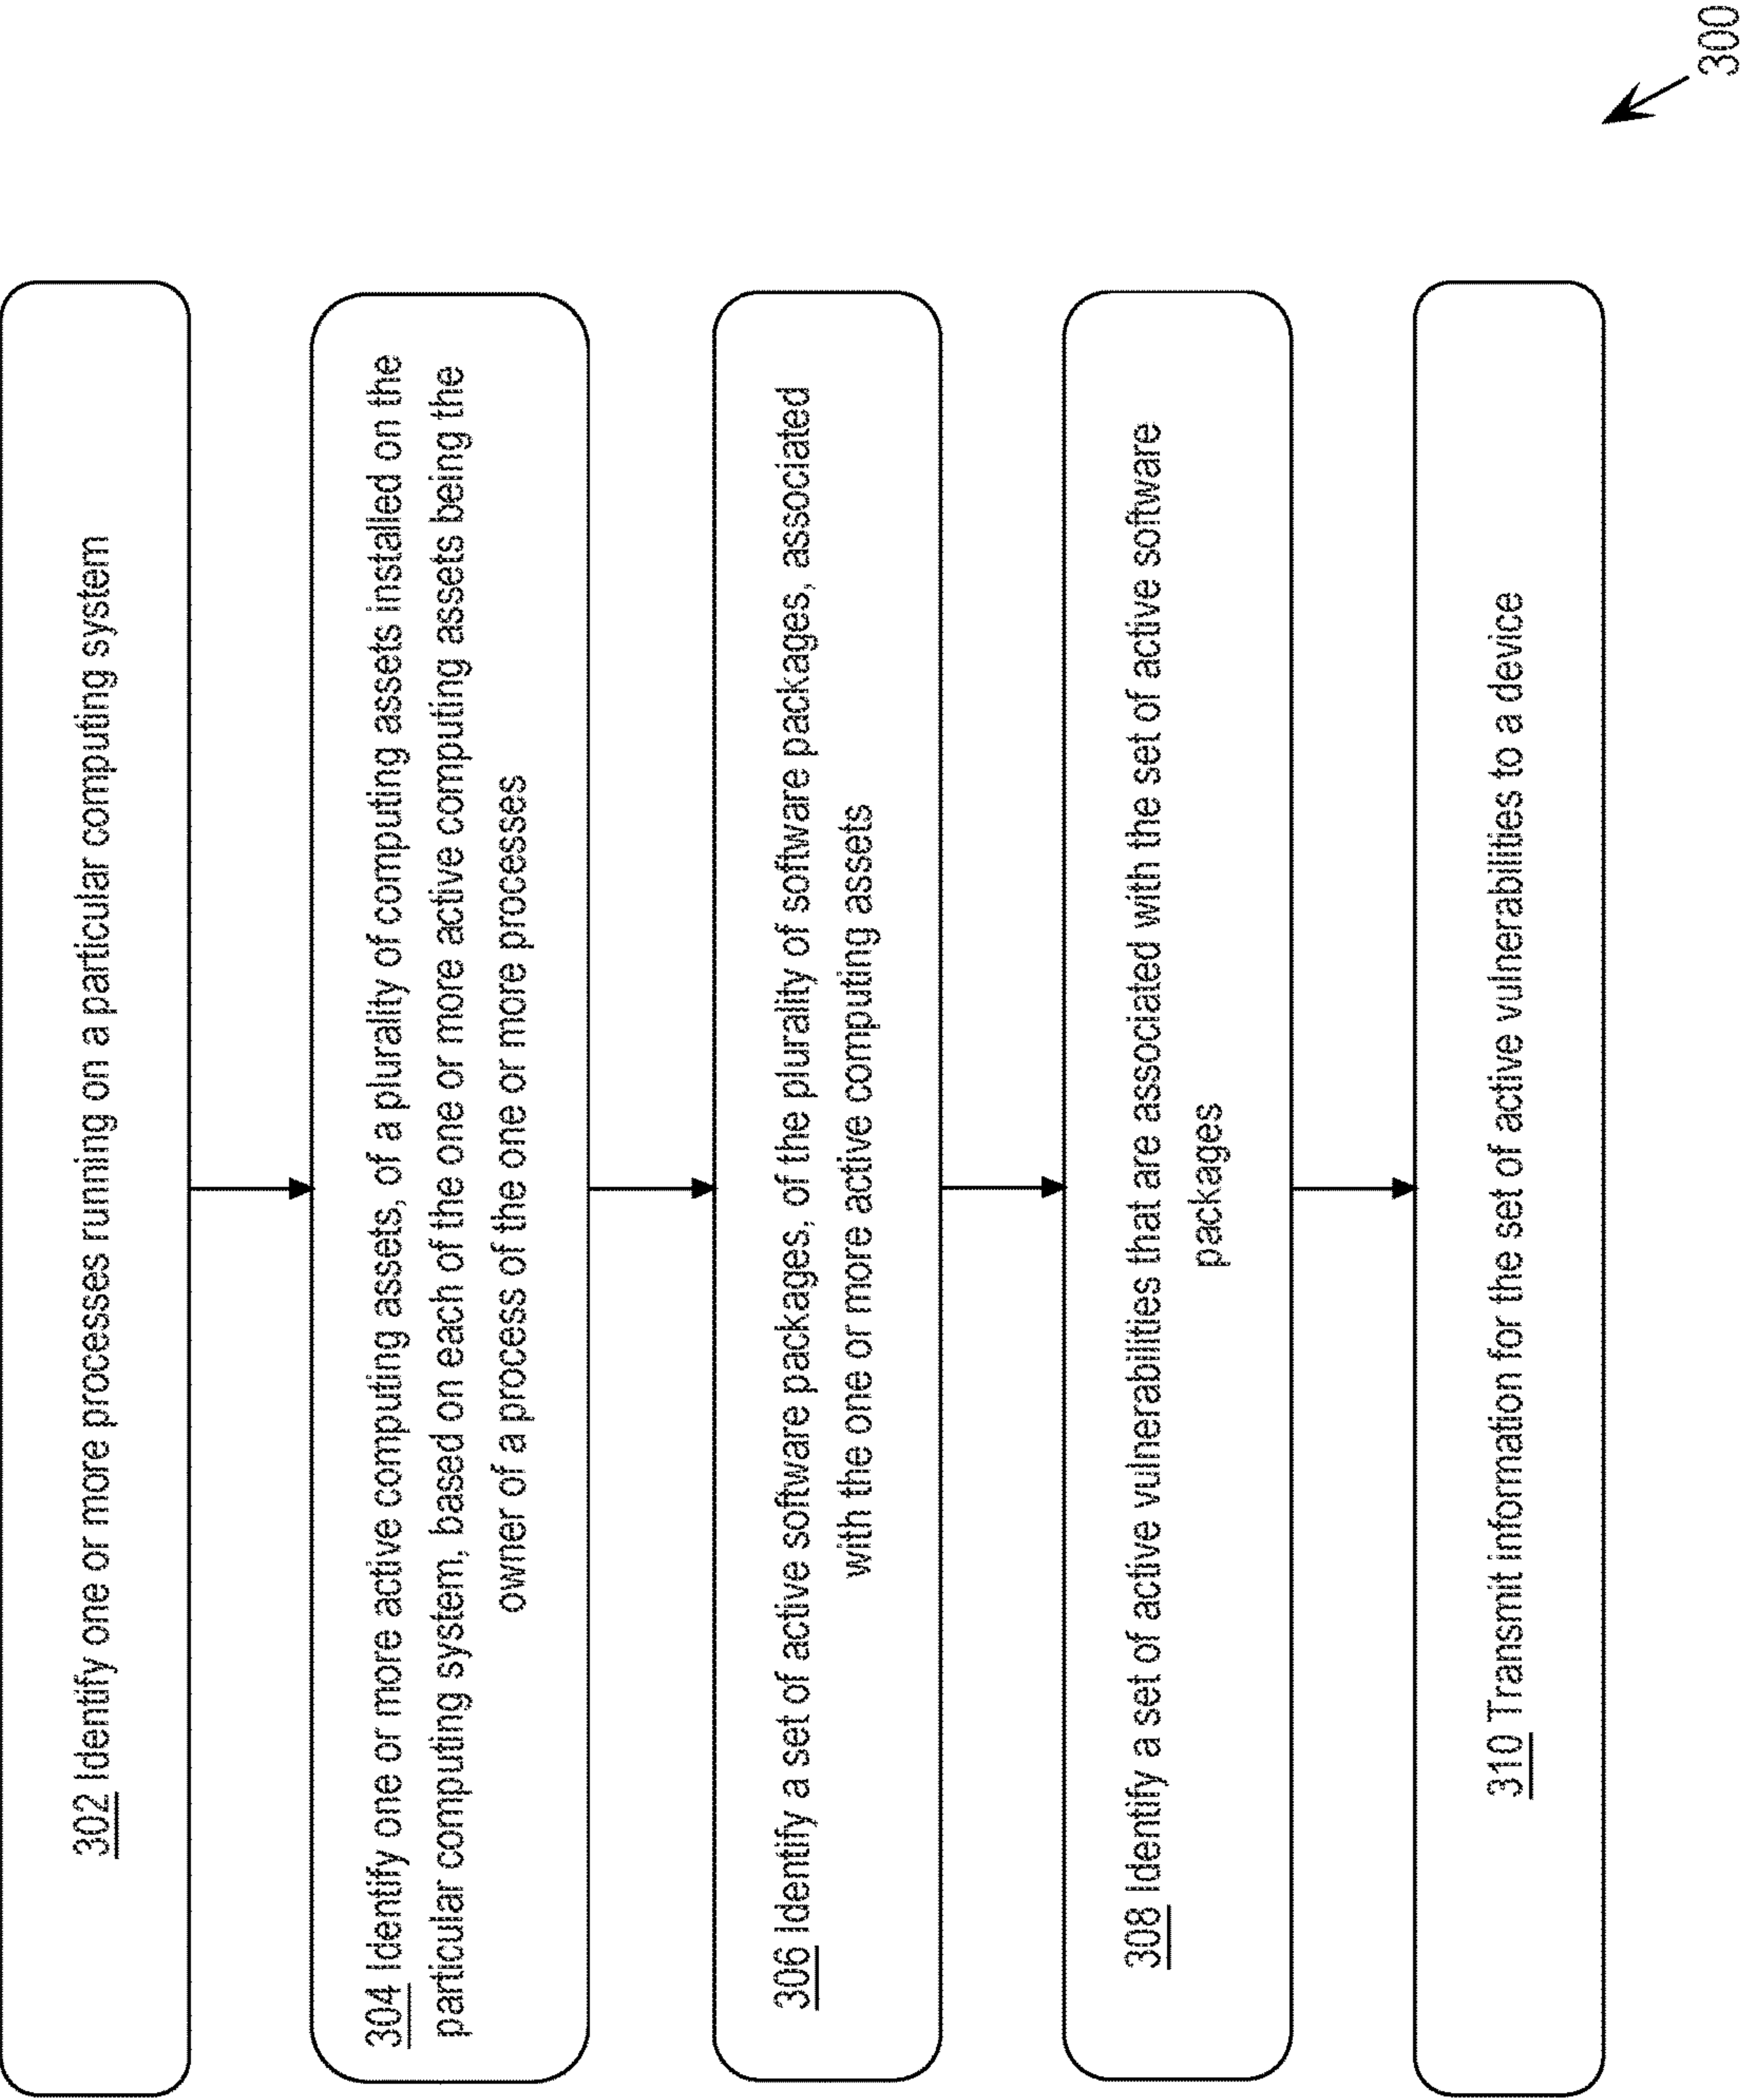 302 Identify one or more processes running on a particular computing system
304 Identify one or more active computing assets, of a plurality of computing assets installed on the
particular computing system, based on each of the one or more active computing assets being the
owner of a process of the one or more processes
306 Identify a set of active software packages, of the plurality of software packages, associated
with the one or more active computing assets
308 Identify a set of active vulnerabilities that are associated with the set of active software
packages
310 Transmit information for the set of active vulnerabilities to a device
300